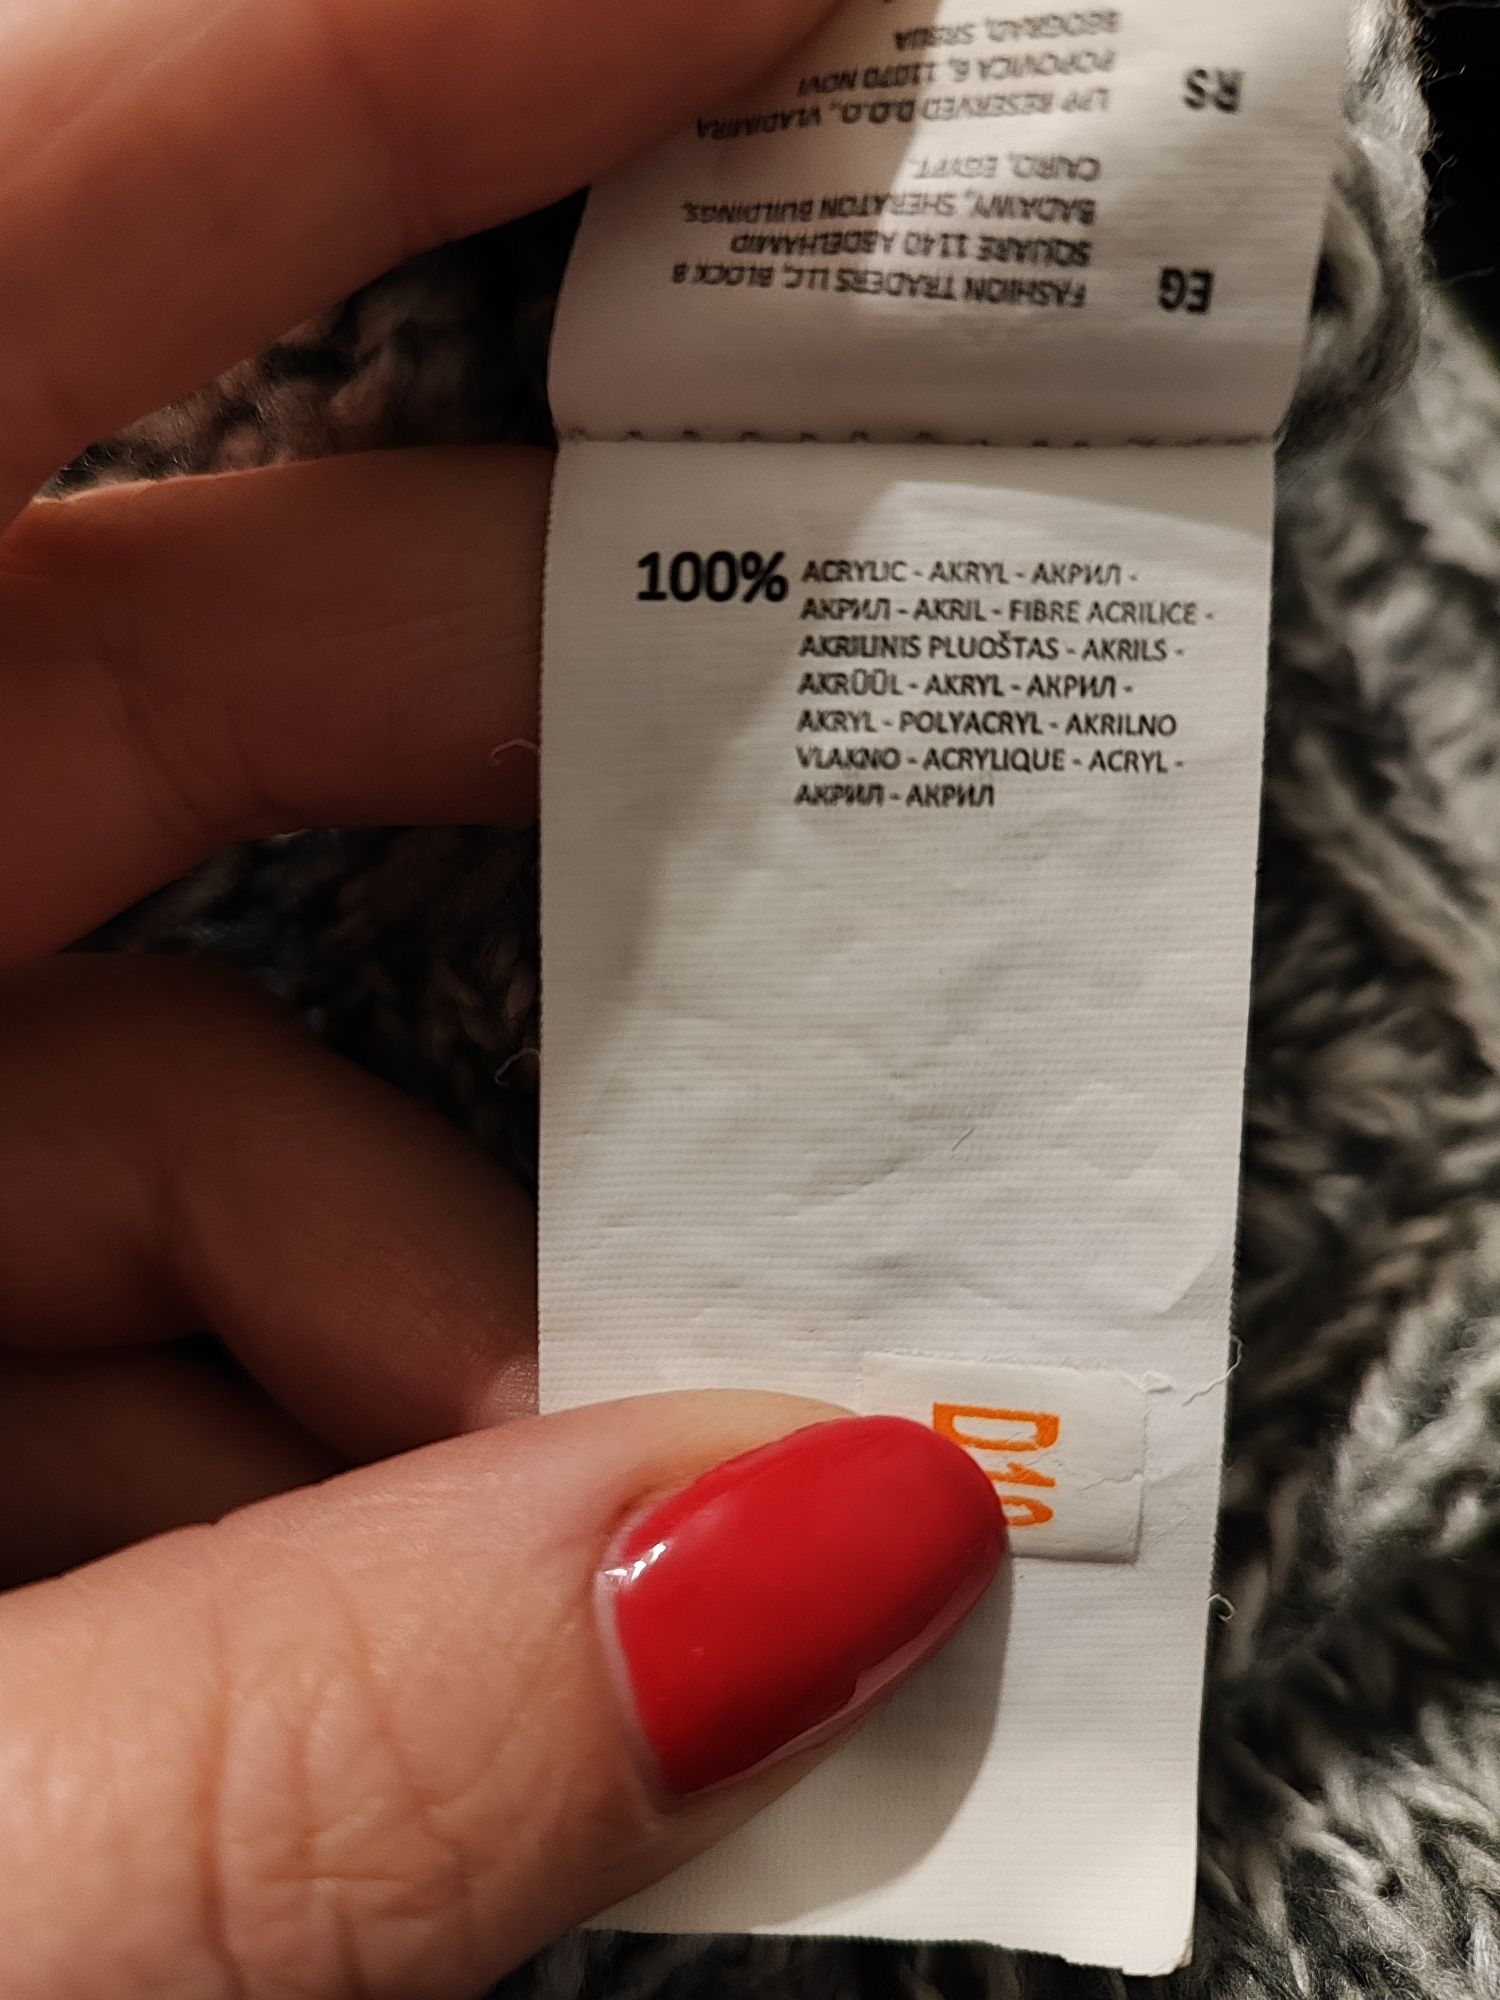 EG FASHION TRADERS LLC, BLOCK 8
SQUARE 1140 ABDELHAMID
BADAWY, SHERATON BUILDINGS,
CAIRO, EGYPT.
RS LPP RESERVED D.O.O, VLADIMIRA
POPOVICA 6, 11070 NOVI
BEOGRAD, SRBIJA
100% ACRYLIC - AKRYL - АКРИЛ -
АКРИЛ - AKRIL - FIBRE ACRILICE -
AKRILINIS PLUOŠTAS - AKRILS -
AKRÜÜL - AKRYL - АКРИЛ -
AKRYL - POLYACRYL - AKRILNO
VLAKNO - ACRYLIQUE - ACRYL -
АКРИЛ - АКРИЛ